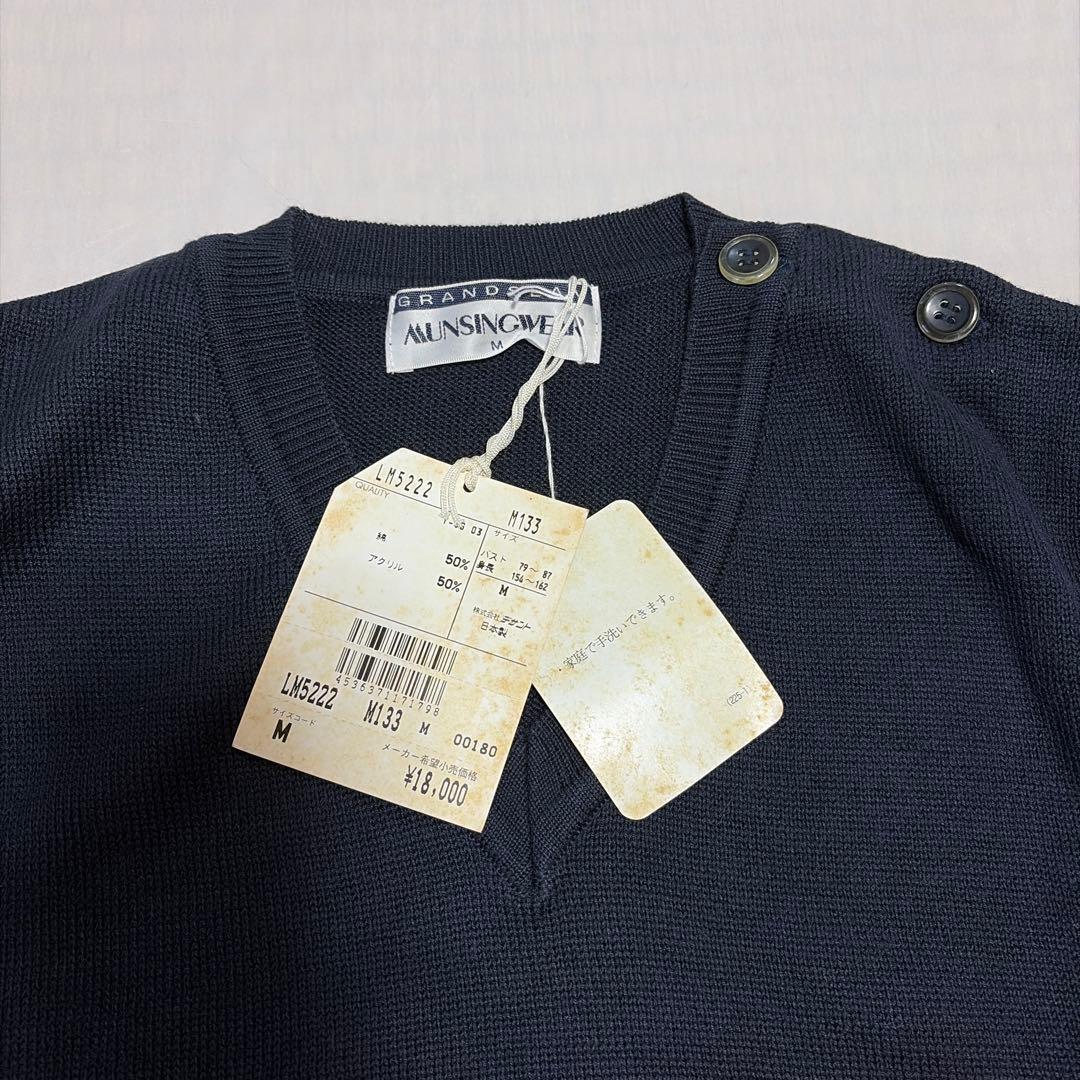 GRANDSLAM
MUNSINGWEAR
M
LM5222
M133
QUALITY
綿 50%
アクリル 50%
サイズ
バスト 79～ 87
身長 154～162
M
株式会社 デサント
日本製
4536371171798
LM5222 M133 M 00180
サイズコード
M
メーカー希望小売価格
¥18,000
・家庭で手洗いできます。
(225-1)